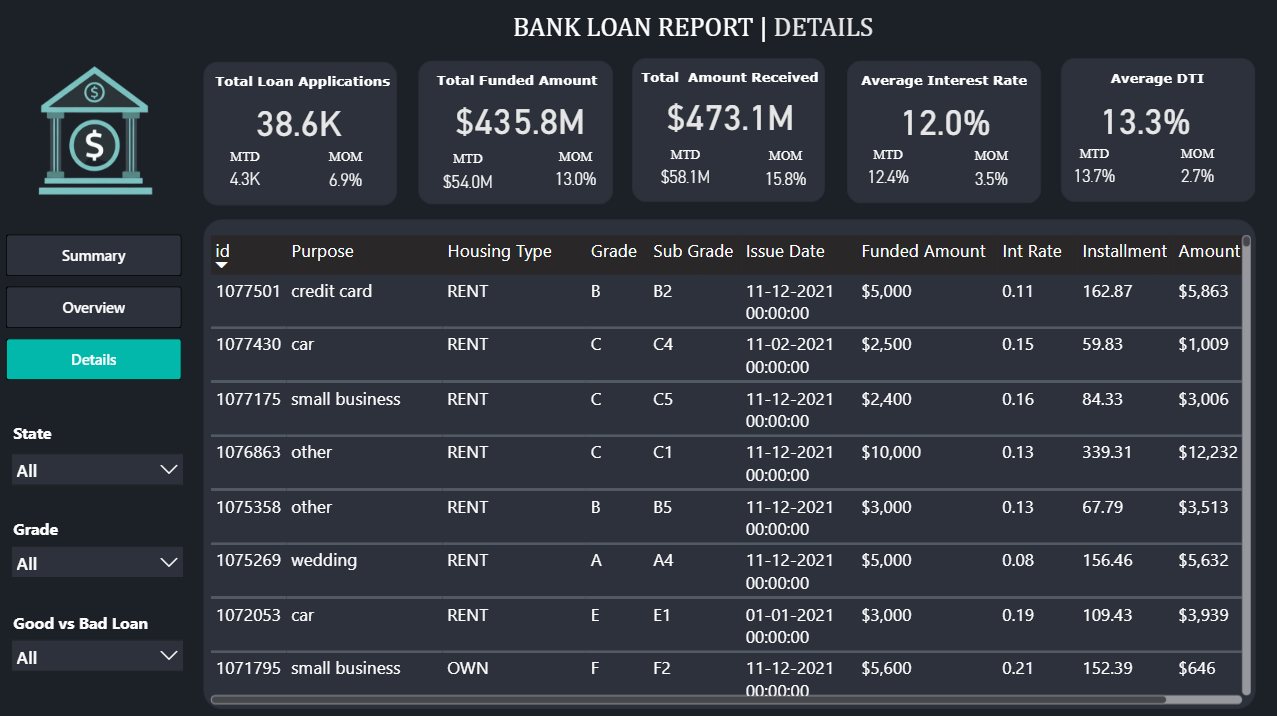 BANK LOAN REPORT | DETAILS
$
$
Total Loan Applications
38.6K
MTD MOM
4.3K 6.9%
Total Funded Amount
$435.8M
MTD MOM
$54.0M 13.0%
Total Amount Received
$473.1M
MTD MOM
$58.1M 15.8%
Average Interest Rate
12.0%
MTD MOM
12.4% 3.5%
Average DTI
13.3%
MTD MOM
13.7% 2.7%
Summary
Overview
Details
State
All
Grade
All
Good vs Bad Loan
All
id Purpose Housing Type Grade Sub Grade Issue Date Funded Amount Int Rate Installment Amount
1077501 credit card RENT B B2 11-12-2021 $5,000 0.11 162.87 $5,863
00:00:00
1077430 car RENT C C4 11-02-2021 $2,500 0.15 59.83 $1,009
00:00:00
1077175 small business RENT C C5 11-12-2021 $2,400 0.16 84.33 $3,006
00:00:00
1076863 other RENT C C1 11-12-2021 $10,000 0.13 339.31 $12,232
00:00:00
1075358 other RENT B B5 11-12-2021 $3,000 0.13 67.79 $3,513
00:00:00
1075269 wedding RENT A A4 11-12-2021 $5,000 0.08 156.46 $5,632
00:00:00
1072053 car RENT E E1 01-01-2021 $3,000 0.19 109.43 $3,939
00:00:00
1071795 small business OWN F F2 11-12-2021 $5,600 0.21 152.39 $646
00:00:00